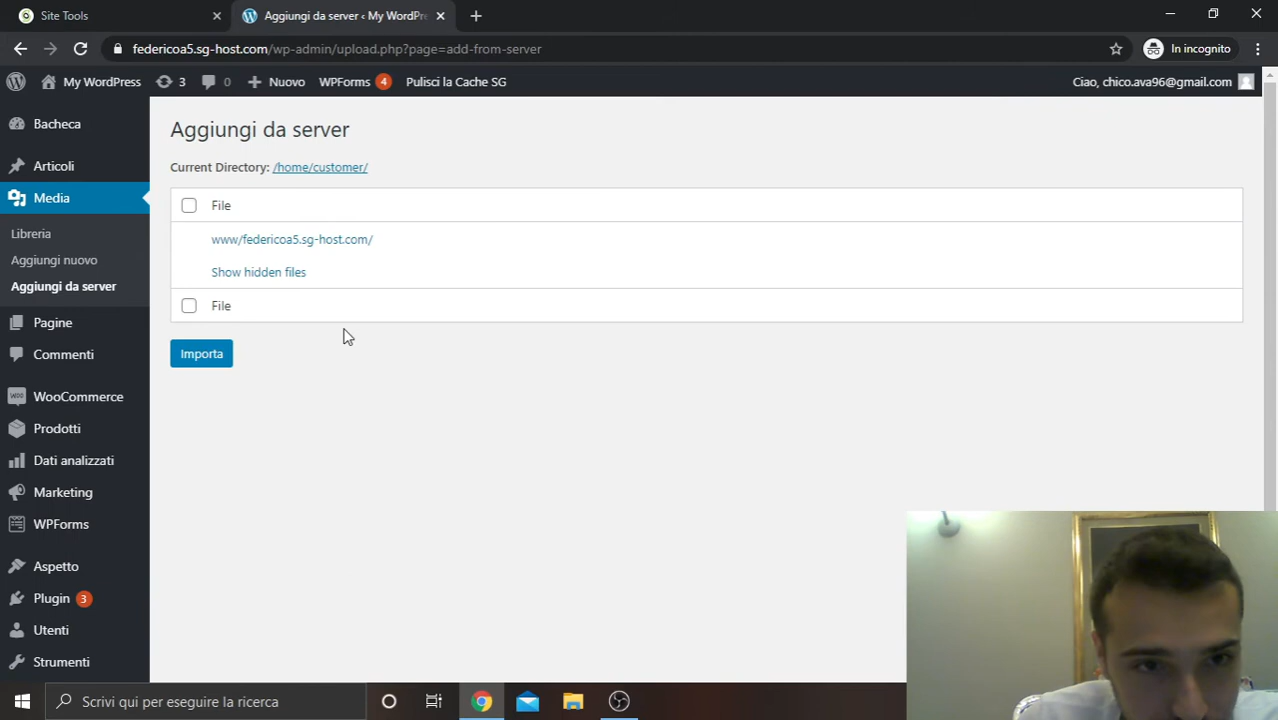 Site Tools
Aggiungi da server ‹ My WordPre
federicoa5.sg-host.com/wp-admin/upload.php?page=add-from-server
In incognito
My WordPress
3
0
Nuovo
WPForms 4
Pulisci la Cache SG
Ciao, chico.ava96@gmail.com
Bacheca
Articoli
Media
Libreria
Aggiungi nuovo
Aggiungi da server
Pagine
Commenti
WooCommerce
Prodotti
Dati analizzati
Marketing
WPForms
Aspetto
Plugin 3
Utenti
Strumenti
Aggiungi da server
Current Directory: /home/customer/
File
www/federicoa5.sg-host.com/
Show hidden files
File
Importa
Scrivi qui per eseguire la ricerca